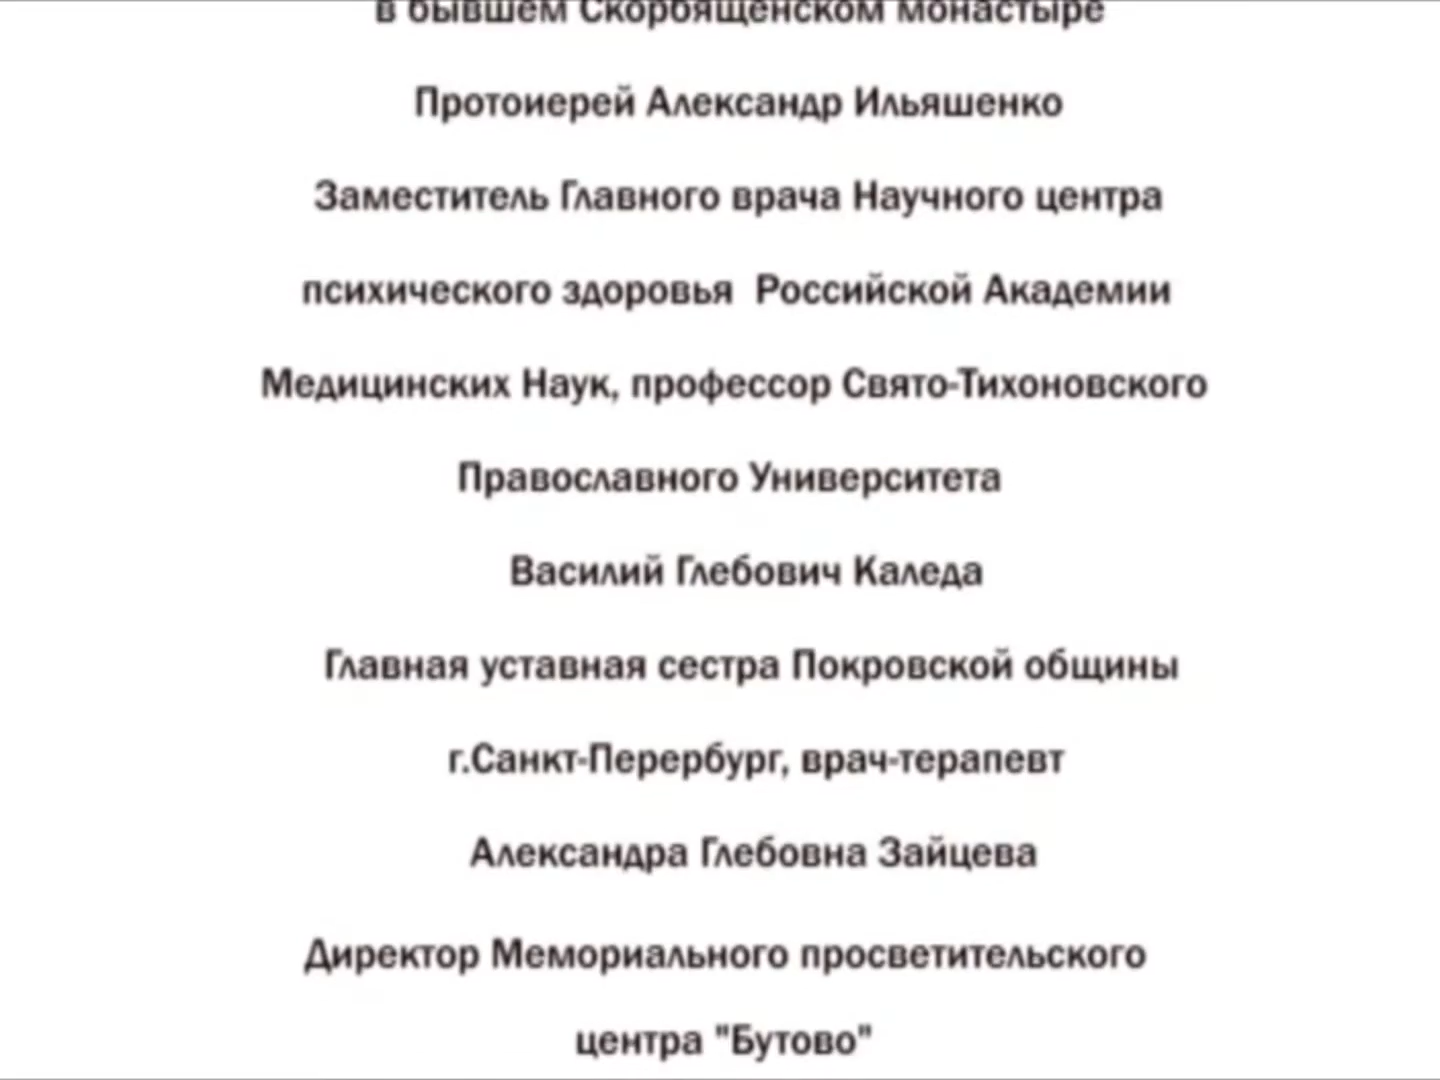 в бывшем Скорбященском монастыре
Протоиерей Александр Ильяшенко
Заместитель Главного врача Научного центра
психического здоровья Российской Академии
Медицинских Наук, профессор Свято-Тихоновского
Православного Университета
Василий Глебович Каледа
Главная уставная сестра Покровской общины
г.Санкт-Перербург, врач-терапевт
Александра Глебовна Зайцева
Директор Мемориального просветительского
центра "Бутово"